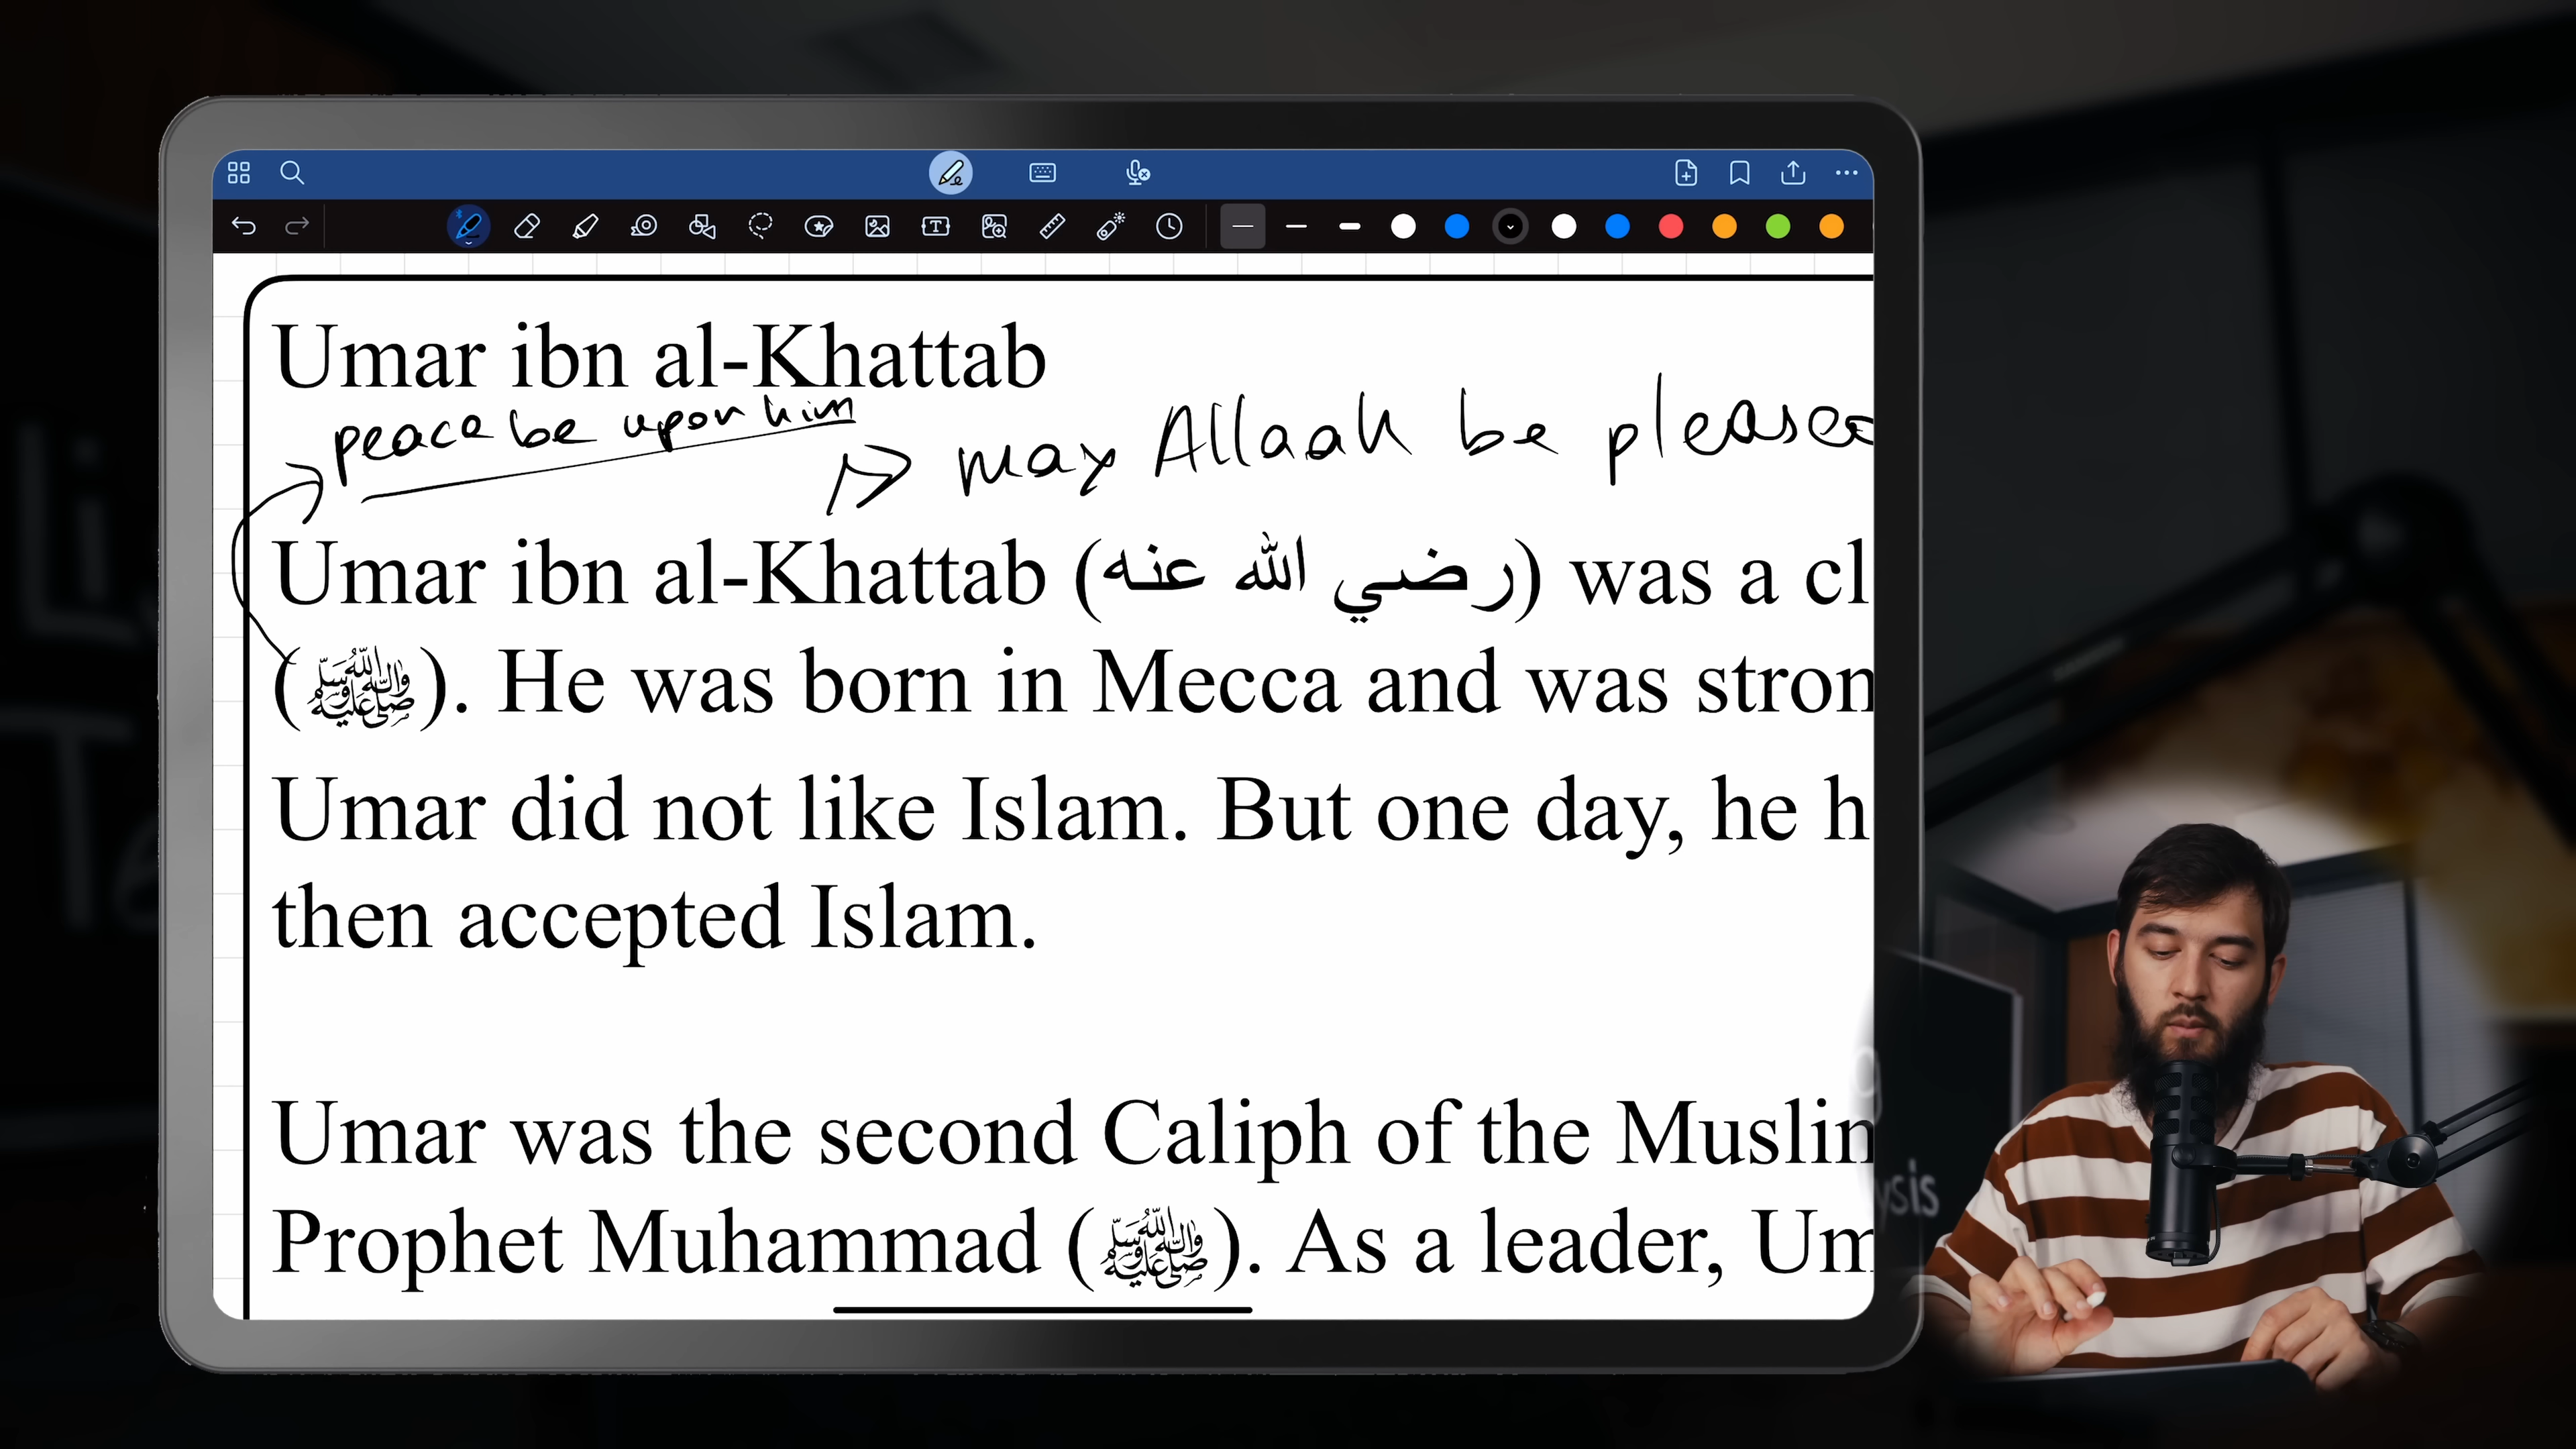 Umar ibn al-Khattab
peace be upon him
may Allaah be pleased
Umar ibn al-Khattab (رضي الله عنه) was a cl
(ﷺ). He was born in Mecca and was stron
Umar did not like Islam. But one day, he h
then accepted Islam.
Umar was the second Caliph of the Muslim
Prophet Muhammad (ﷺ). As a leader, Um
ysis